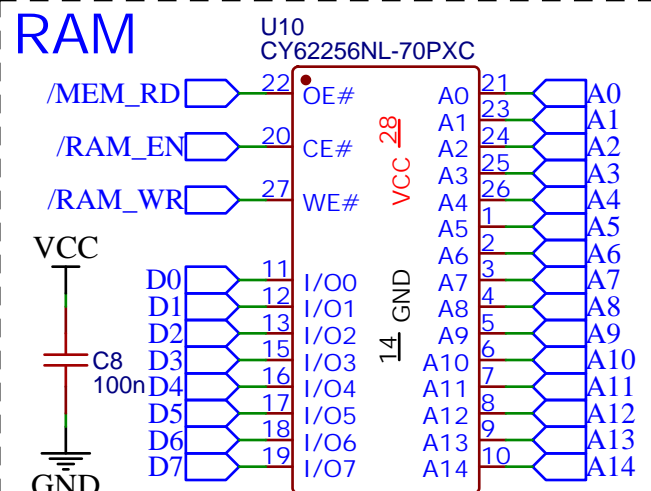 RAM
U10
CY62256NL-70PXC
/MEM_RD 22 OE# A0 21 A0
A1 23 A1
/RAM_EN 20 CE# A2 24 A2
A3 25 A3
/RAM_WR 27 WE# A4 26 A4
A5 1 A5
A6 2 A6
VCC 28
14 GND
VCC
C8
100n
GND
D0 11 I/O0 A7 3 A7
D1 12 I/O1 A8 4 A8
D2 13 I/O2 A9 5 A9
D3 15 I/O3 A10 6 A10
D4 16 I/O4 A11 7 A11
D5 17 I/O5 A12 8 A12
D6 18 I/O6 A13 9 A13
D7 19 I/O7 A14 10 A14